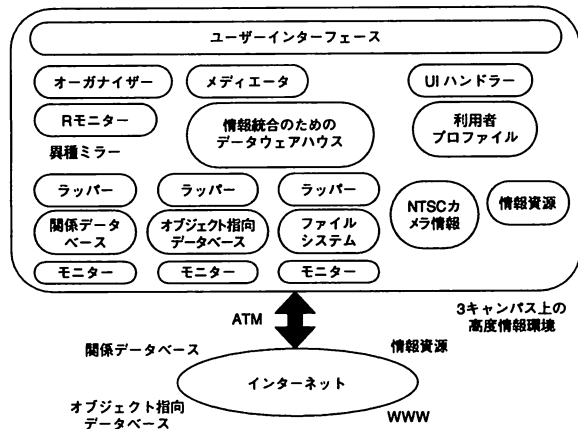 ユーザーインターフェース
オーガナイザー
メディエータ
UIハンドラー
Rモニター
情報統合のための
データウェアハウス
利用者
プロファイル
異種ミラー
ラッパー
ラッパー
ラッパー
関係データ
ベース
オブジェクト指向
データベース
ファイル
システム
NTSCカ
メラ情報
情報資源
モニター
モニター
モニター
ATM
3キャンパス上の
高度情報環境
関係データベース
情報資源
インターネット
オブジェクト指向
データベース
WWW